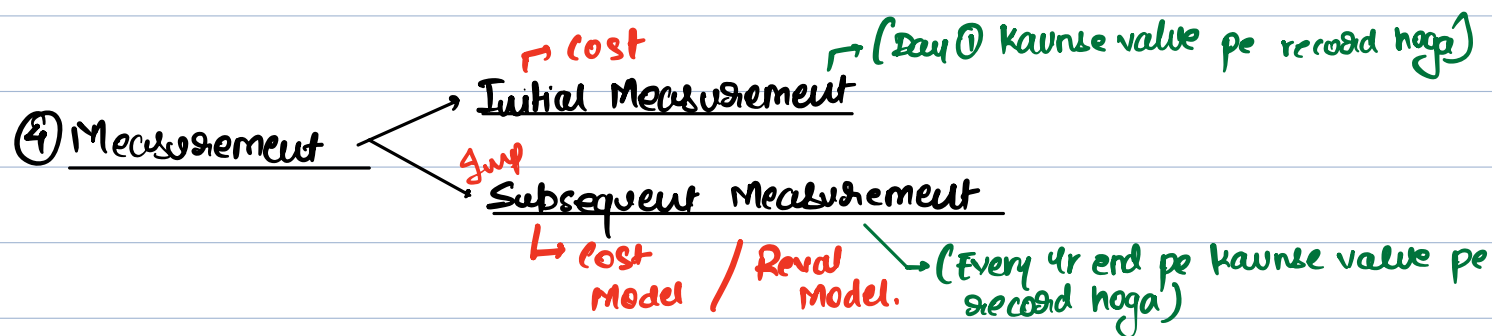 Cost
(Day ① Kaunse value pe record hoga)
Initial Measurement
④ Measurement
Imp
Subsequent Measurement
Cost Model / Reval Model.
(Every Yr end pe kaunse value pe
record hoga)